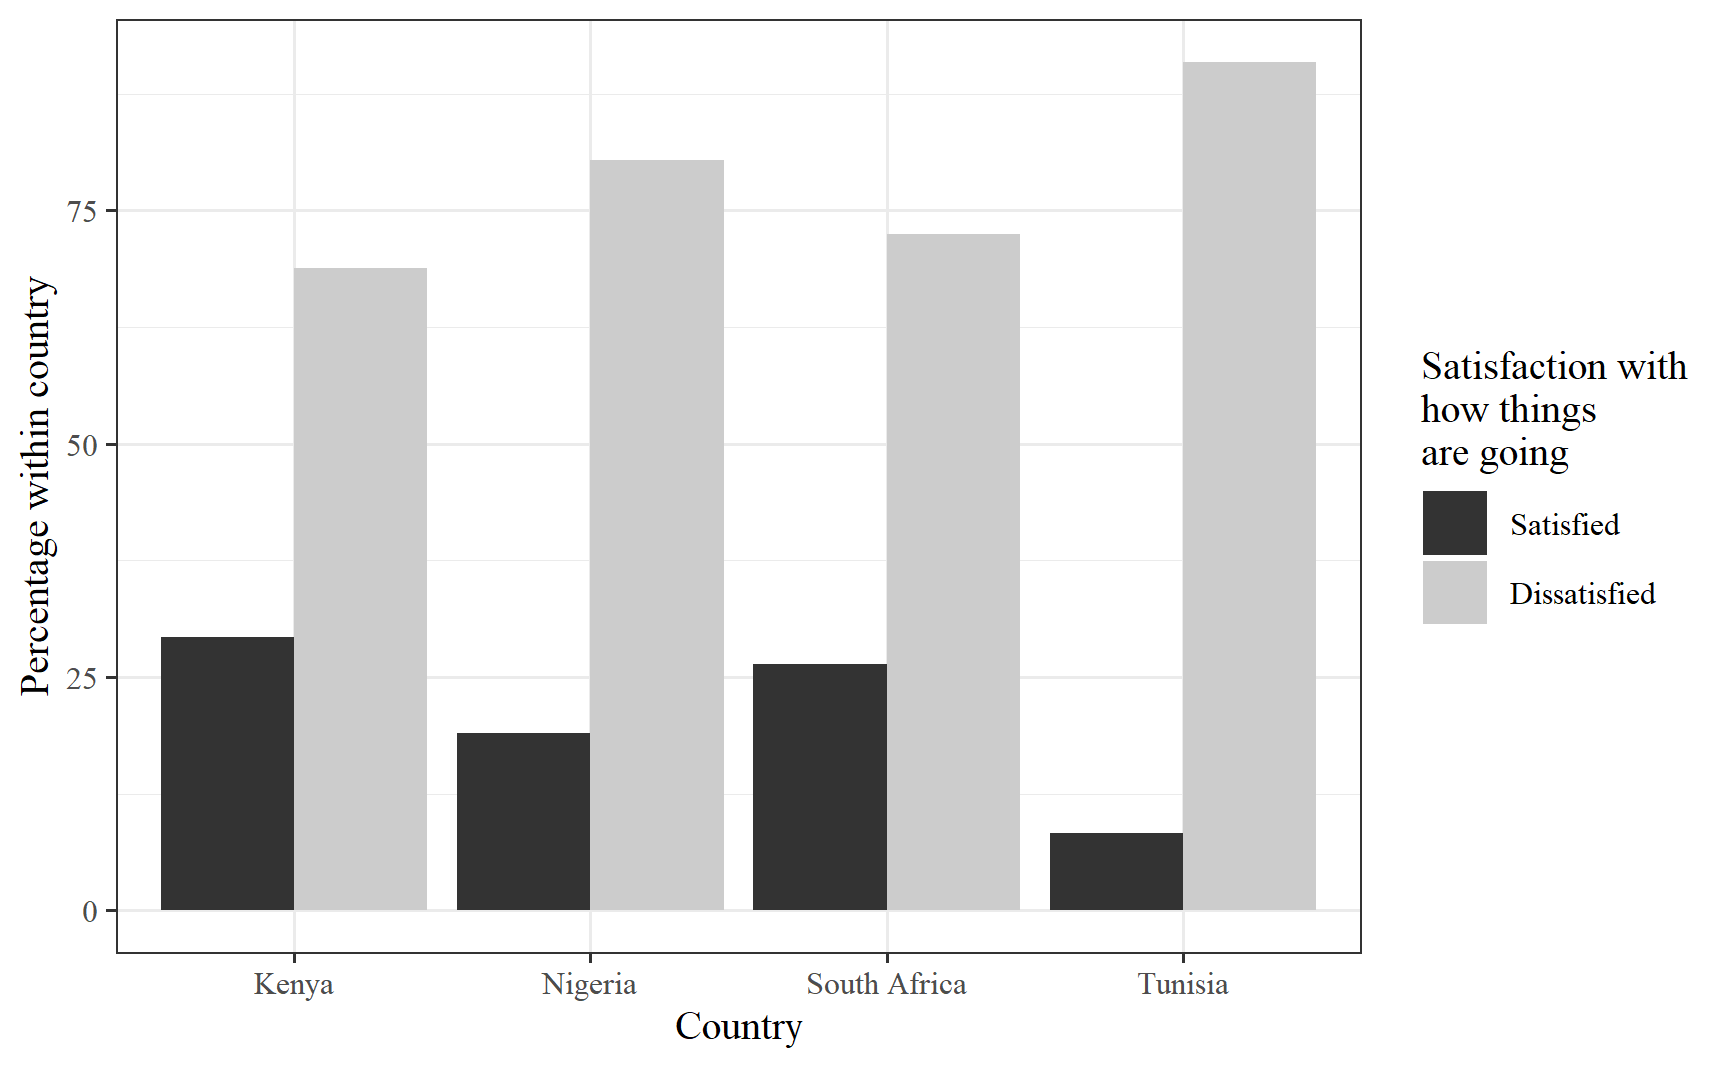 Percentage within country
75
50
25
0
Kenya Nigeria South Africa Tunisia
Country
Satisfaction with
how things
are going
Satisfied
Dissatisfied